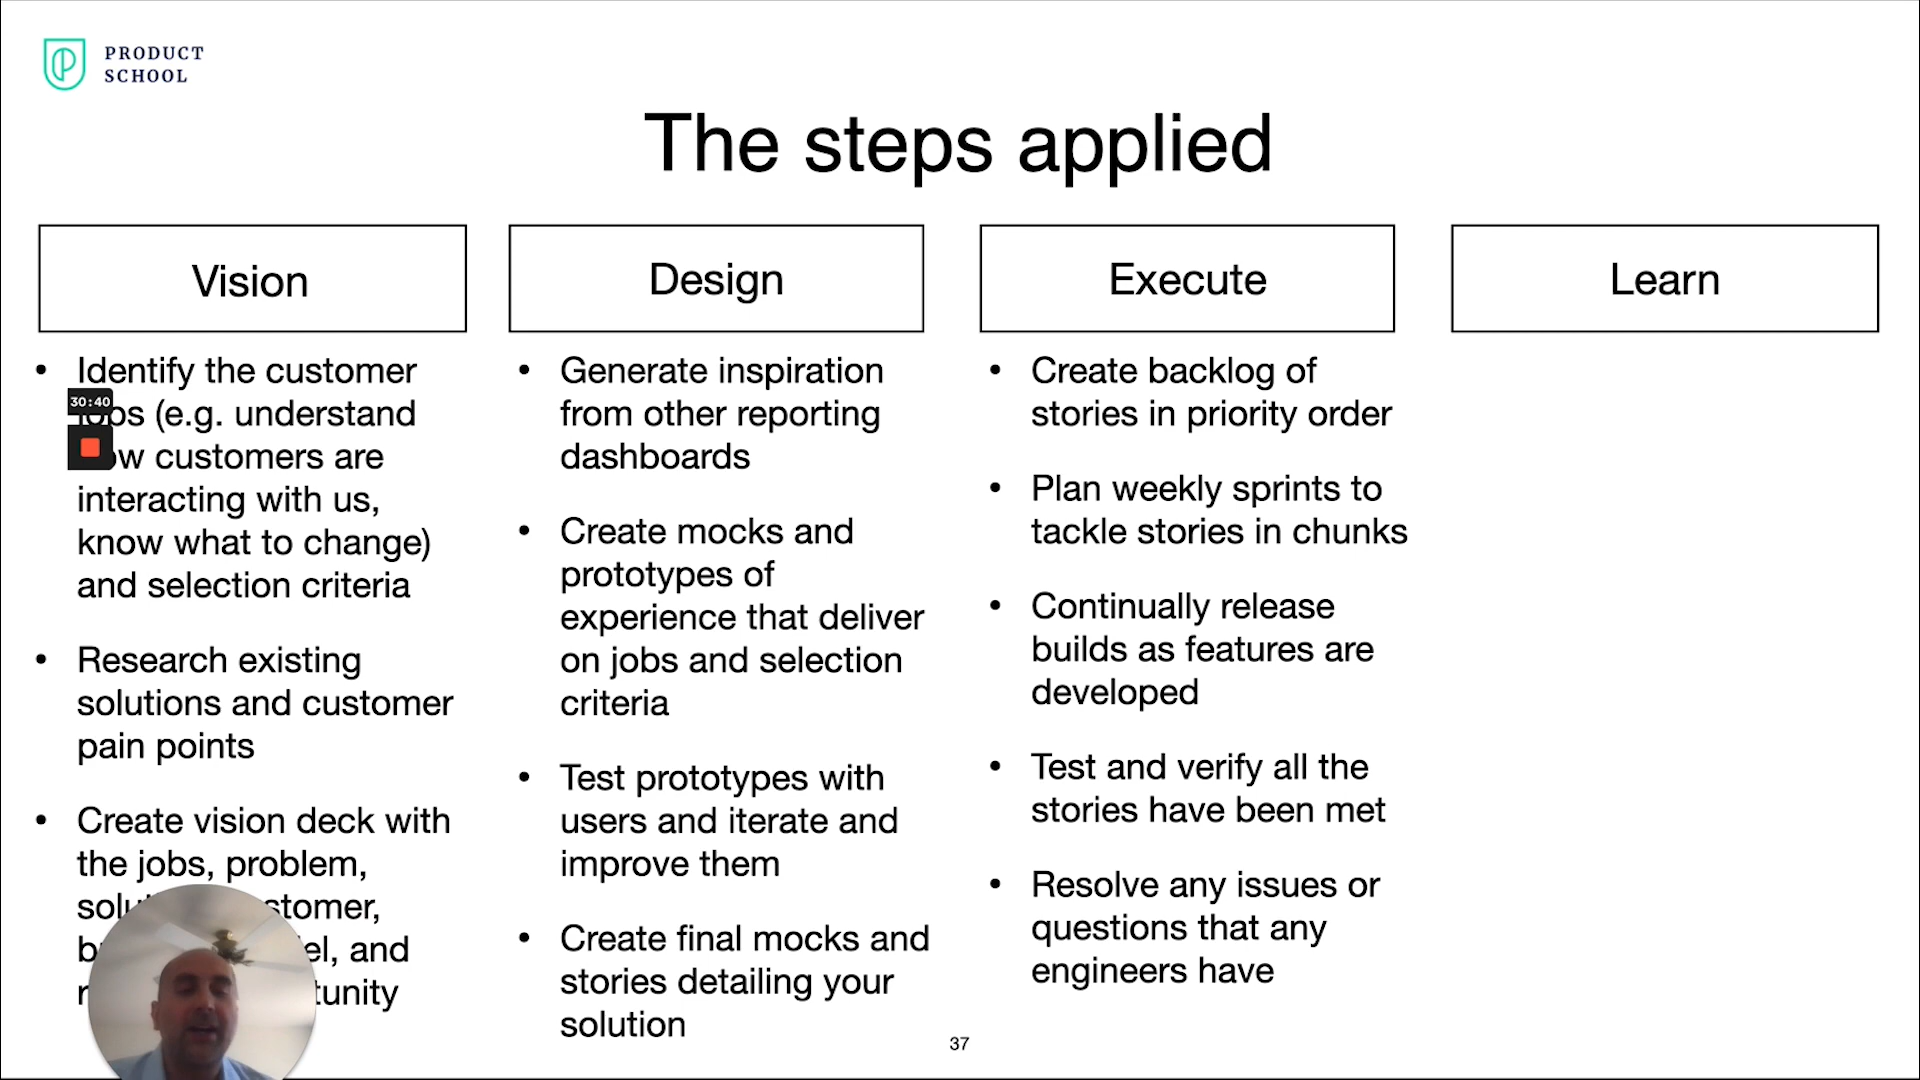 PRODUCT
SCHOOL
The steps applied
Vision
Design
Execute
Learn
• Identify the customer
(e.g. understand
customers are
interacting with us,
know what to change)
and selection criteria
• Research existing
solutions and customer
pain points
• Create vision deck with
the jobs, problem,
and
30:40
• Generate inspiration
from other reporting
dashboards
• Create mocks and
prototypes of
experience that deliver
on jobs and selection
criteria
• Test prototypes with
users and iterate and
improve them
• Create final mocks and
stories detailing your
solution
• Create backlog of
stories in priority order
• Plan weekly sprints to
tackle stories in chunks
• Continually release
builds as features are
developed
• Test and verify all the
stories have been met
• Resolve any issues or
questions that any
engineers have
37